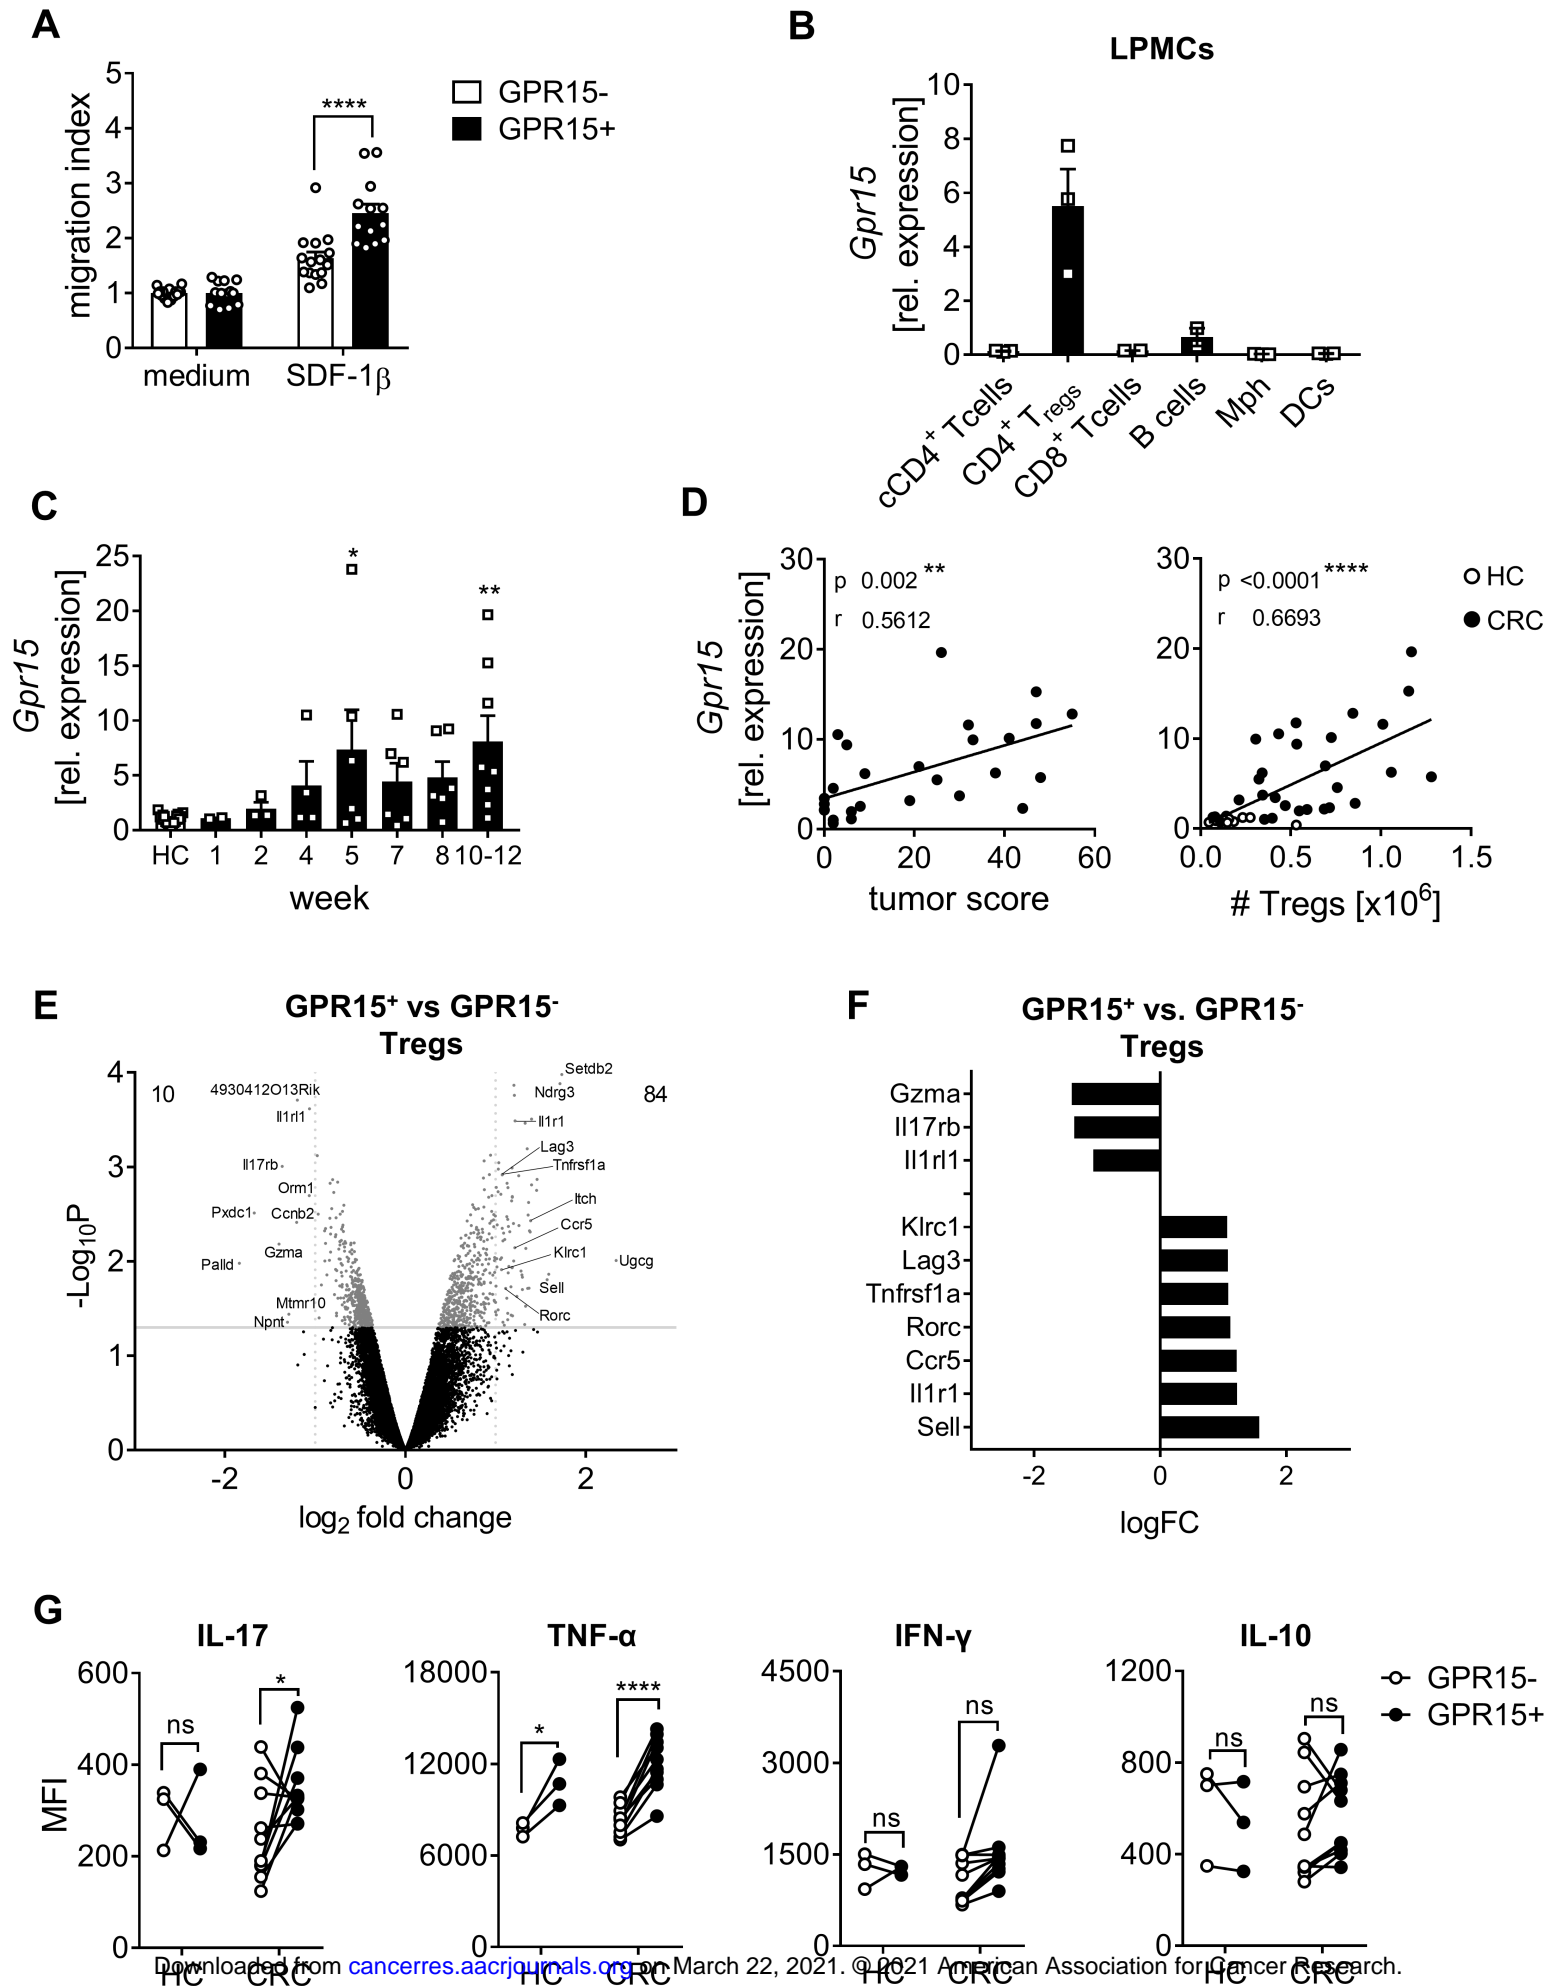 A
5
4
3
2
1
0
migration index
****
GPR15-
GPR15+
medium
SDF-1β
B
LPMCs
Gpr15
[rel. expression]
10
8
6
4
2
0
cCD4+ Tcells
CD4+ Tregs
CD8+ Tcells
B cells
Mph
DCs
C
Gpr15
[rel. expression]
25
20
15
10
5
0
*
**
HC 1 2 4 5 7 8 10-12
week
D
Gpr15
[rel. expression]
30
20
10
0
p 0.002 **
r 0.5612
0 20 40 60
tumor score
30
20
10
0
p <0.0001 ****
r 0.6693
0.0 0.5 1.0 1.5
# Tregs [x106]
HC
CRC
E
GPR15+ vs GPR15-
Tregs
-Log10P
4
3
2
1
0
10
84
4930412O13Rik
Il1rl1
Il17rb
Orm1
Pxdc1
Ccnb2
Gzma
Palld
Mtmr10
Npnt
Setdb2
Ndrg3
Il1r1
Lag3
Tnfrsf1a
Itch
Ccr5
Klrc1
Ugcg
Sell
Rorc
-2 0 2
log2 fold change
F
GPR15+ vs. GPR15-
Tregs
Gzma
Il17rb
Il1rl1
Klrc1
Lag3
Tnfrsf1a
Rorc
Ccr5
Il1r1
Sell
-2 0 2
logFC
G
MFI
IL-17
600
400
200
0
ns
*
HC CRC
TNF-α
18000
12000
6000
0
*
****
HC CRC
IFN-γ
4500
3000
1500
0
ns
ns
HC CRC
IL-10
1200
800
400
0
ns
ns
HC CRC
GPR15-
GPR15+
Downloaded from cancerres.aacrjournals.org on March 22, 2021. © 2021 American Association for Cancer Research.